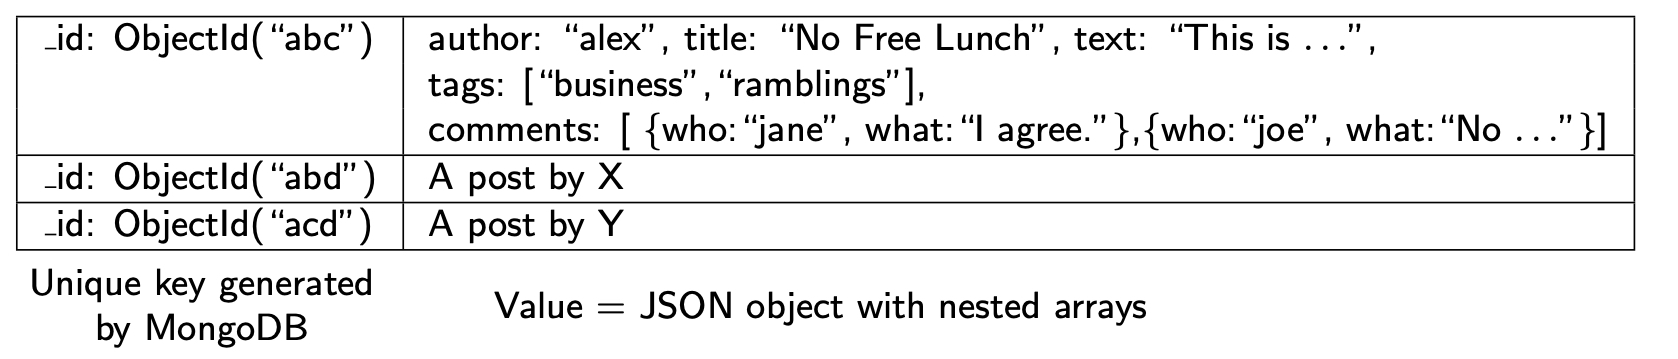 _id: ObjectId(“abc”) author: “alex”, title: “No Free Lunch”, text: “This is …”,
tags: [“business”,“ramblings”],
comments: [ {who:“jane”, what:“I agree.”},{who:“joe”, what:“No …”}]
_id: ObjectId(“abd”) A post by X
_id: ObjectId(“acd”) A post by Y
Unique key generated
by MongoDB
Value = JSON object with nested arrays